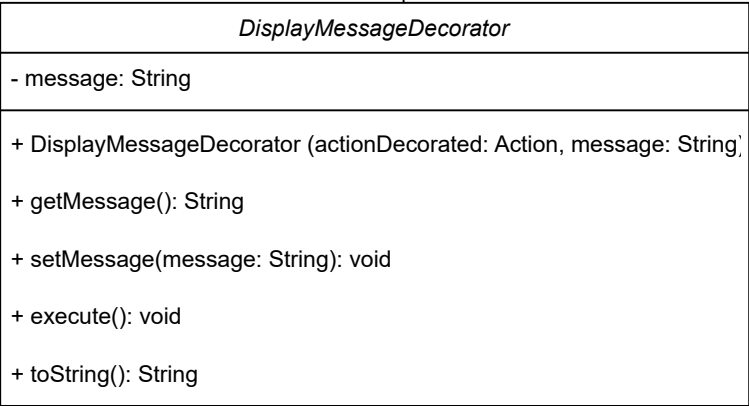 DisplayMessageDecorator
- message: String
+ DisplayMessageDecorator (actionDecorated: Action, message: String)
+ getMessage(): String
+ setMessage(message: String): void
+ execute(): void
+ toString(): String